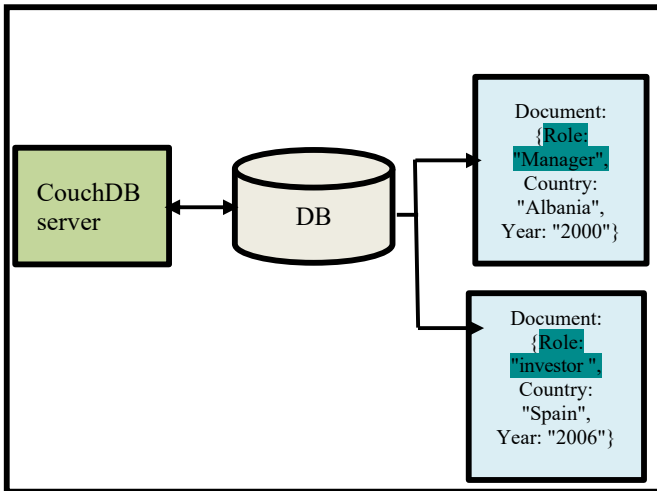 CouchDB
server
DB
Document:
{Role:
"Manager",
Country:
"Albania",
Year: "2000"}
Document:
{Role:
"investor ",
Country:
"Spain",
Year: "2006"}